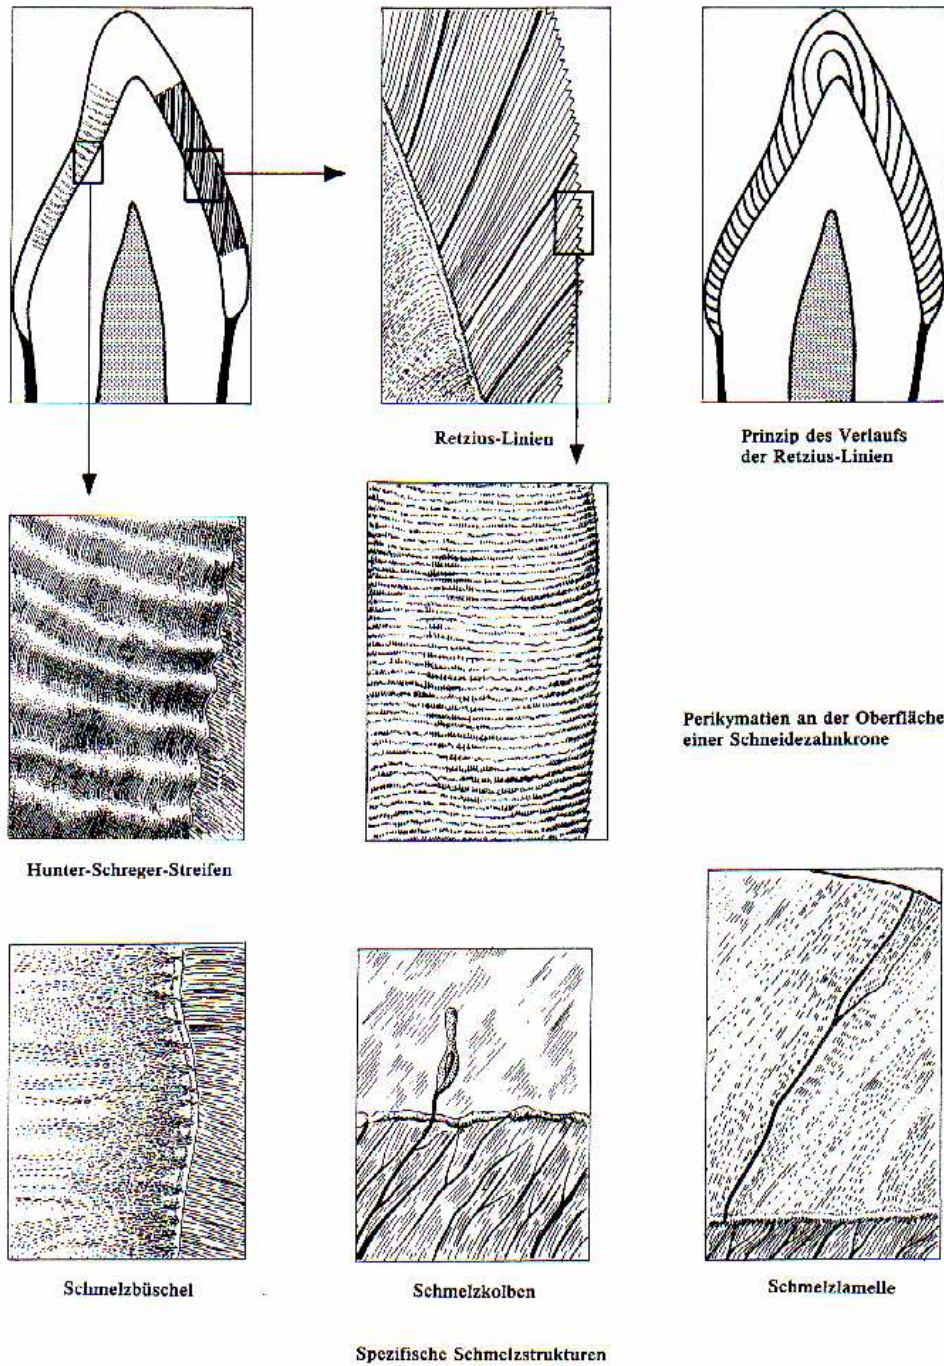 Retzius-Linien
Prinzip des Verlaufs
der Retzius-Linien
Perikymatien an der Oberfläche
einer Schneidezahnkrone
Hunter-Schreger-Streifen
Schmelzbüschel
Schmelzkolben
Schmelzlamelle
Spezifische Schmelzstrukturen